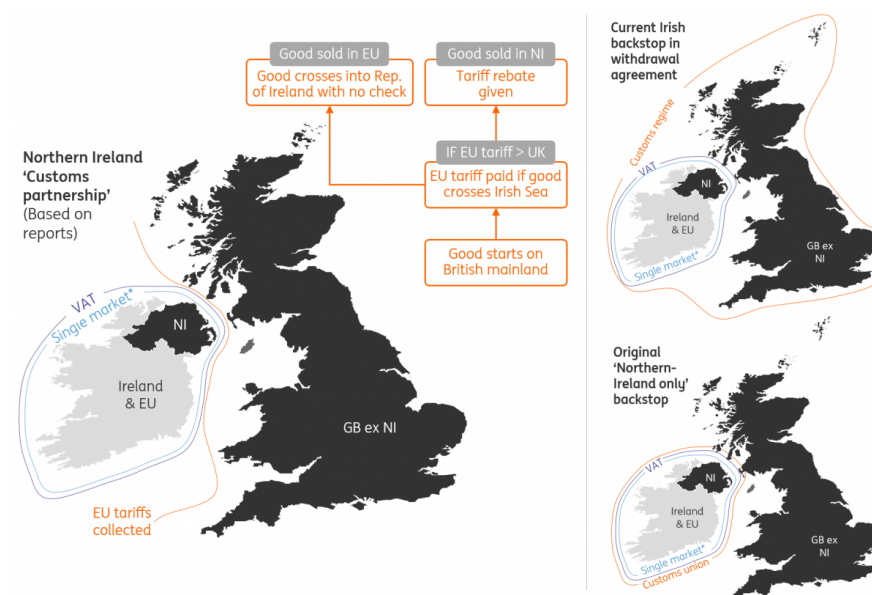 Good sold in EU
Good crosses into Rep.
of Ireland with no check
Good sold in NI
Tariff rebate
given
IF EU tariff > UK
EU tariff paid if good
crosses Irish Sea
Good starts on
British mainland
Northern Ireland
‘Customs
partnership’
(Based on
reports)
VAT
Single market*
NI
Ireland
& EU
GB ex NI
EU tariffs
collected
Current Irish
backstop in
withdrawal
agreement
Customs regime
VAT
NI
Ireland
& EU
Single market*
GB ex
NI
Original
‘Northern-
Ireland only’
backstop
VAT
NI
Ireland
& EU
Single market*
Customs union
GB ex
NI